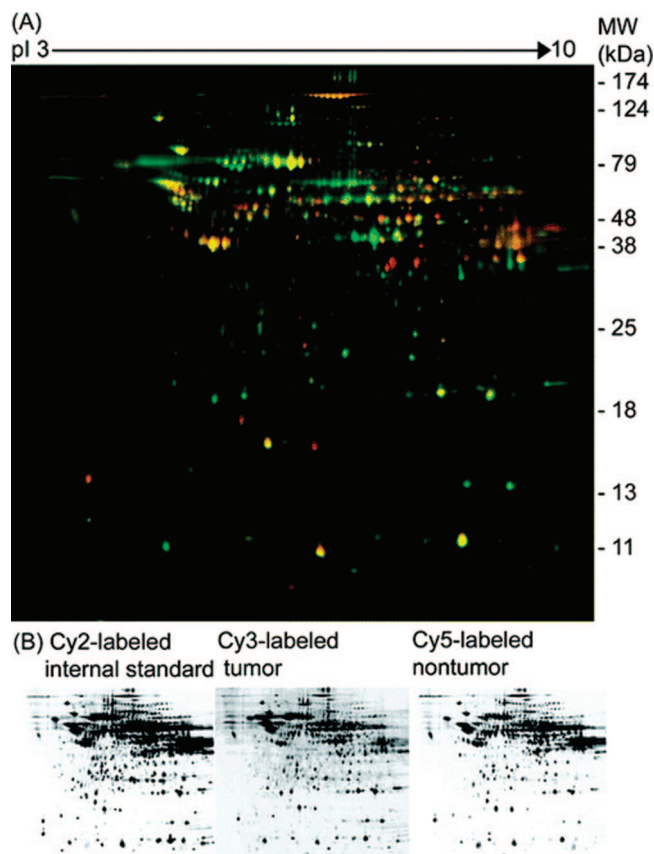 (A)
pI 3 10
MW
(kDa)
- 174
- 124
- 79
- 48
- 38
- 25
- 18
- 13
- 11
(B) Cy2-labeled
internal standard
Cy3-labeled
tumor
Cy5-labeled
nontumor